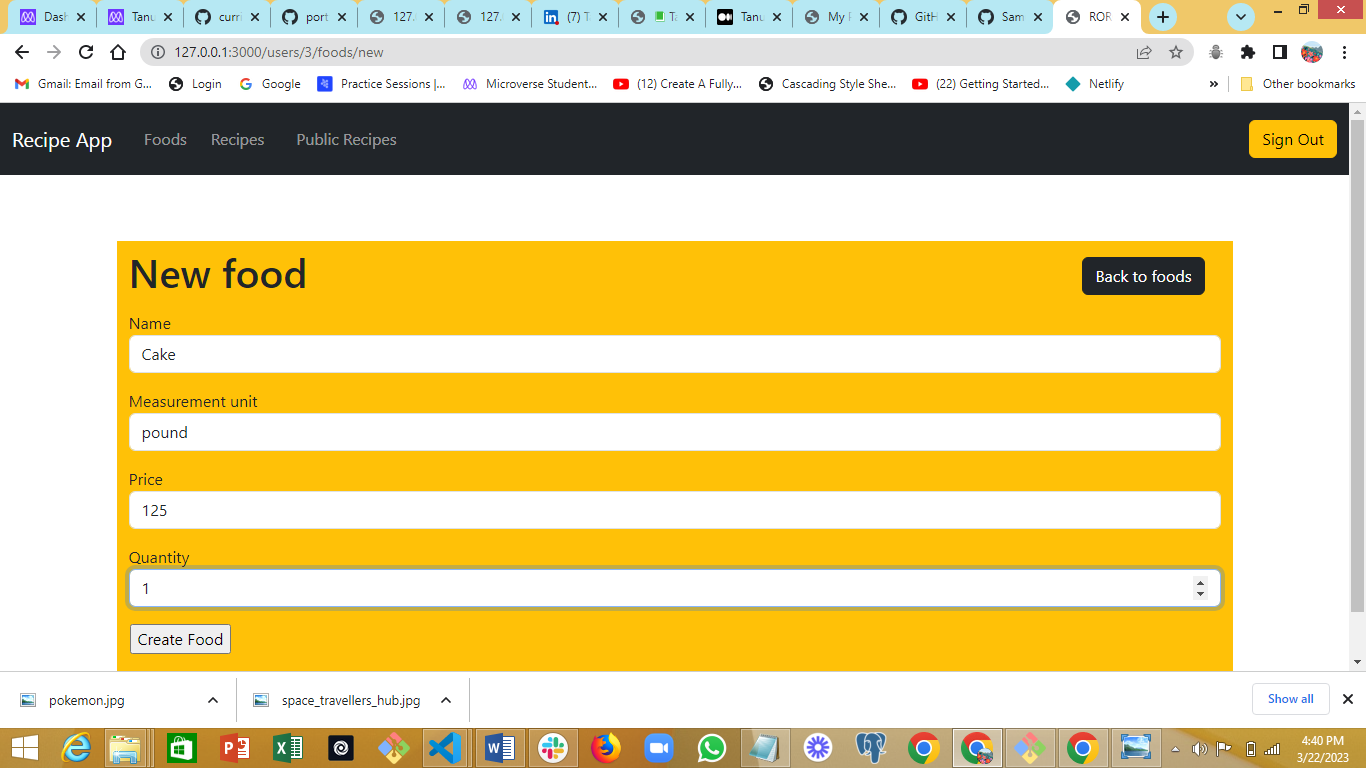 Dash
Tanu
curri
port
127.
127.
(7) T
Ta
Tanu
My
GitH
Sam
ROR
127.0.0.1:3000/users/3/foods/new
Gmail: Email from G...
Login
Google
Practice Sessions |...
Microverse Student...
(12) Create A Fully...
Cascading Style She...
(22) Getting Started...
Netlify
»
Other bookmarks
Recipe App
Foods
Recipes
Public Recipes
Sign Out
New food
Back to foods
Name
Cake
Measurement unit
pound
Price
125
Quantity
1
Create Food
pokemon.jpg
space_travellers_hub.jpg
Show all
4:40 PM
3/22/2023